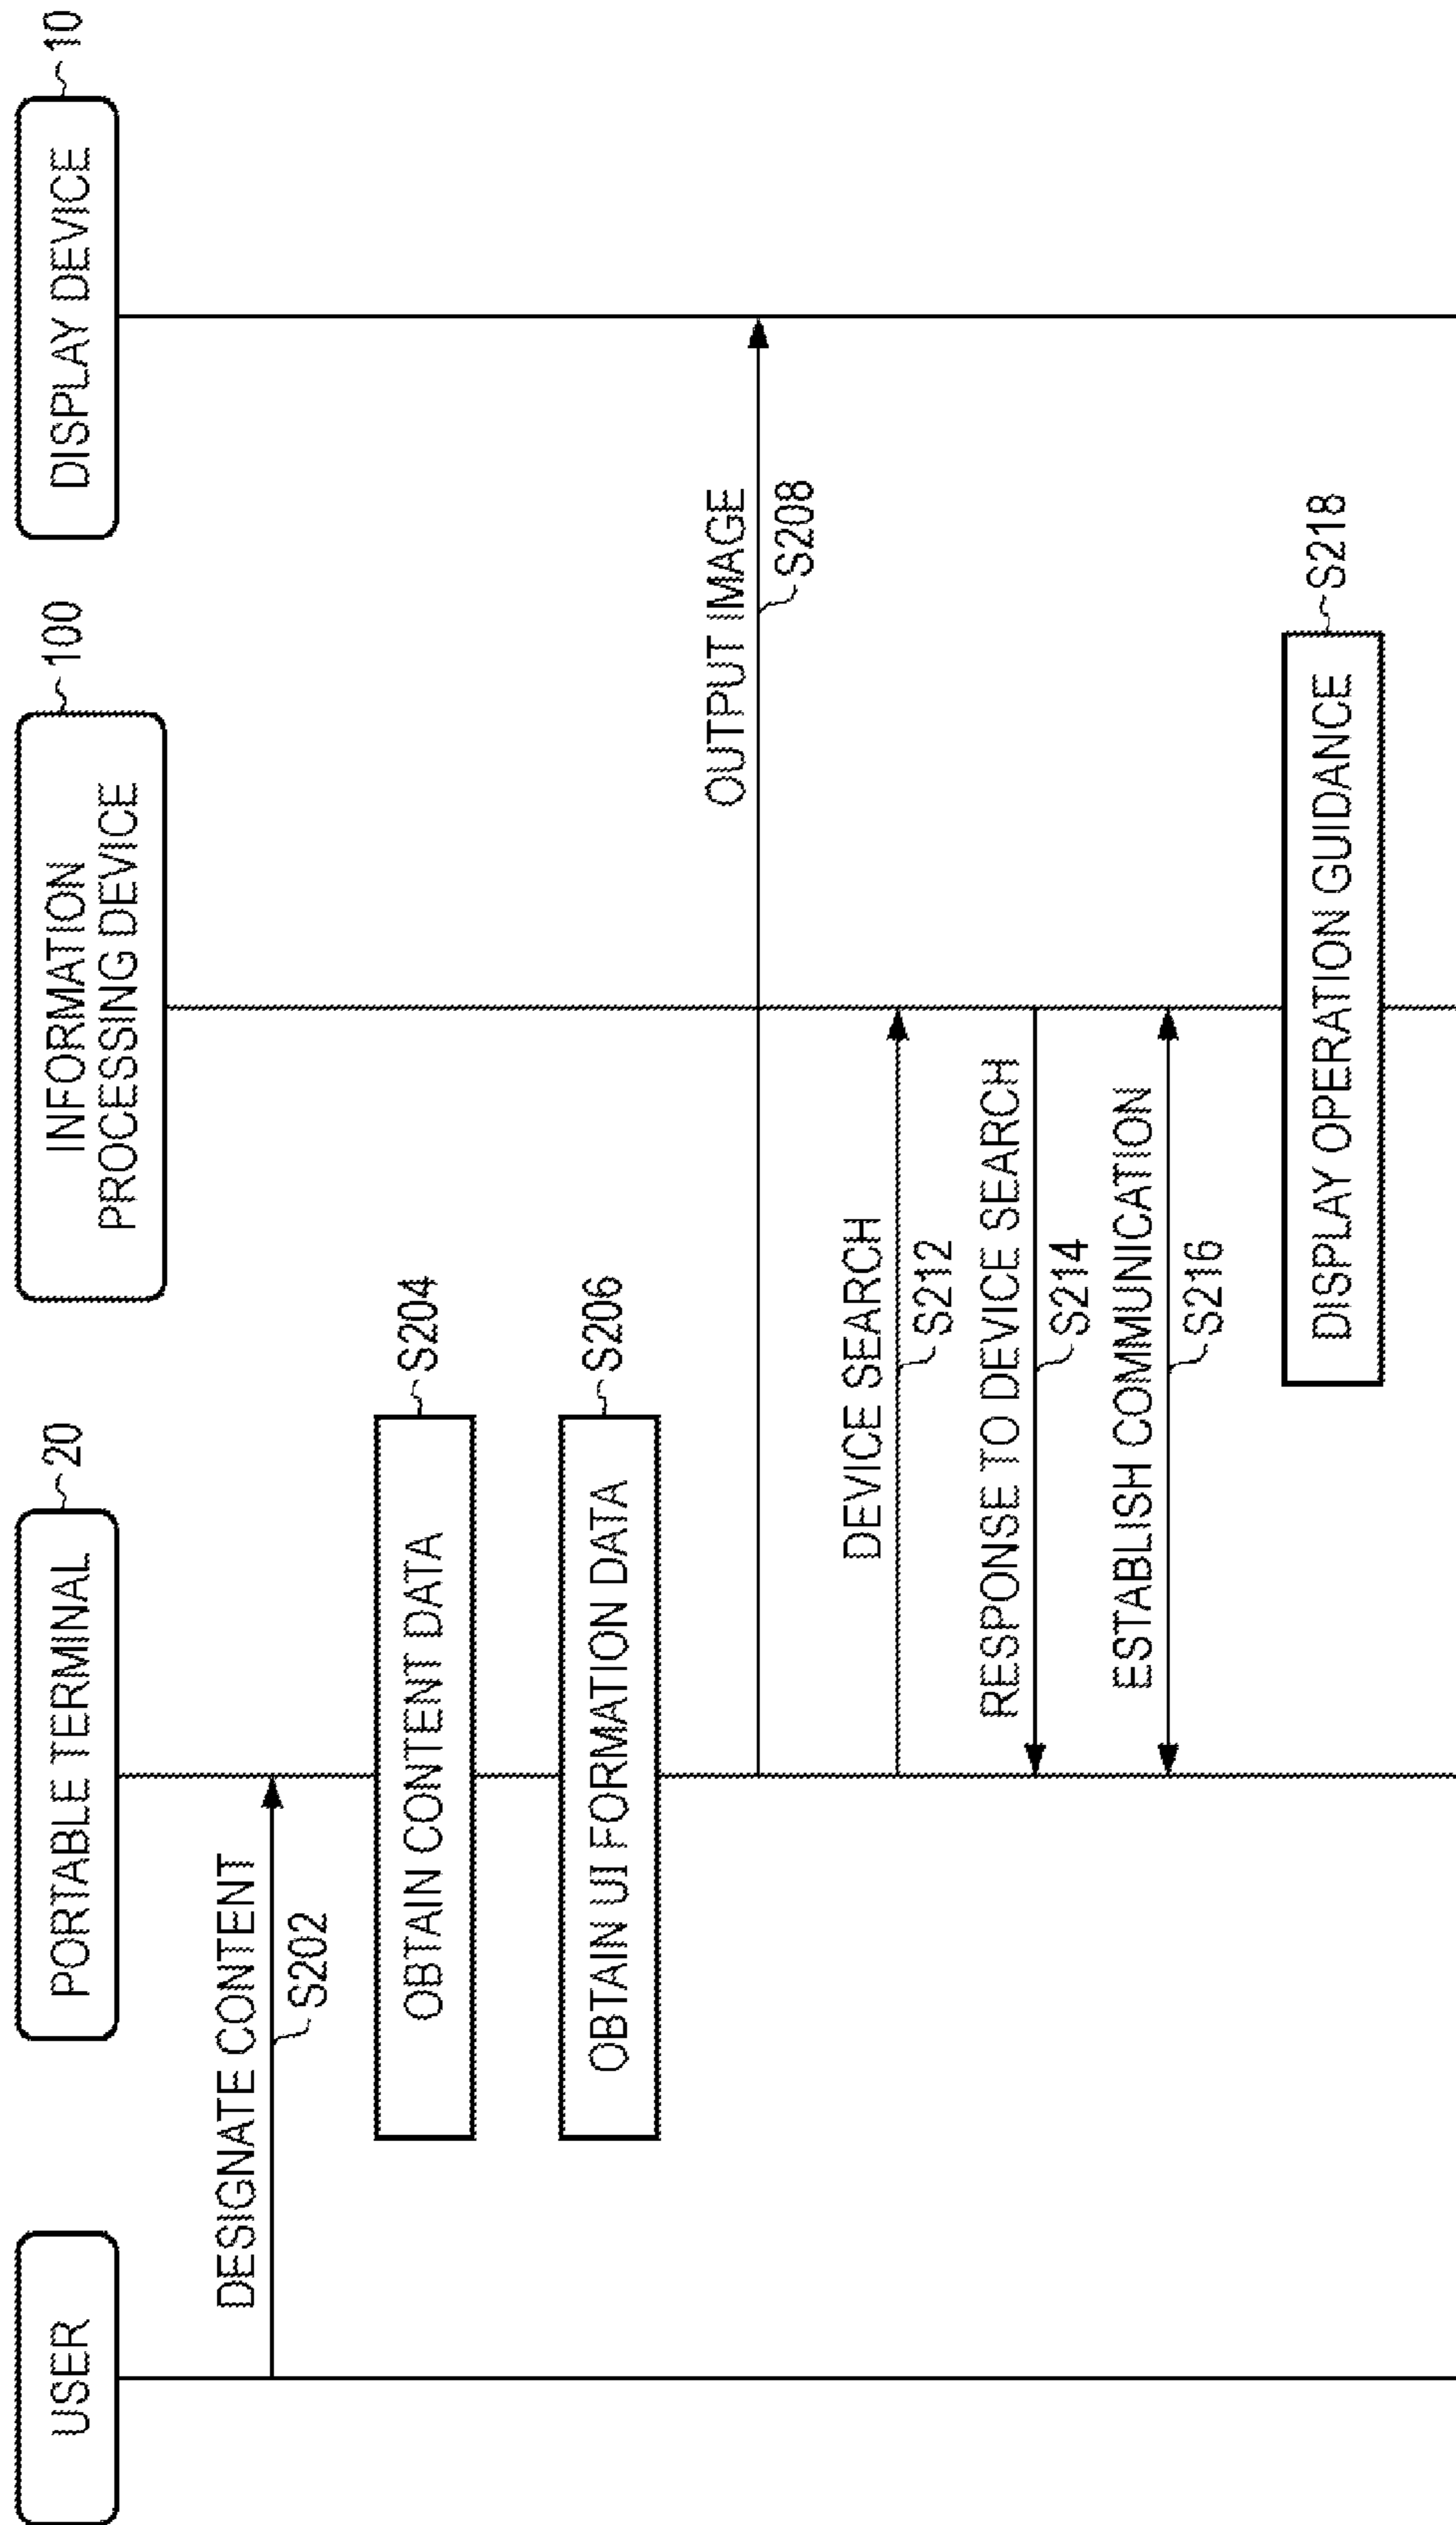 USER
PORTABLE TERMINAL
20
INFORMATION
PROCESSING DEVICE
100
DISPLAY DEVICE
10
DESIGNATE CONTENT
S202
OBTAIN CONTENT DATA
S204
OBTAIN UI FORMATION DATA
S206
OUTPUT IMAGE
S208
DEVICE SEARCH
S212
RESPONSE TO DEVICE SEARCH
S214
ESTABLISH COMMUNICATION
S216
DISPLAY OPERATION GUIDANCE
S218